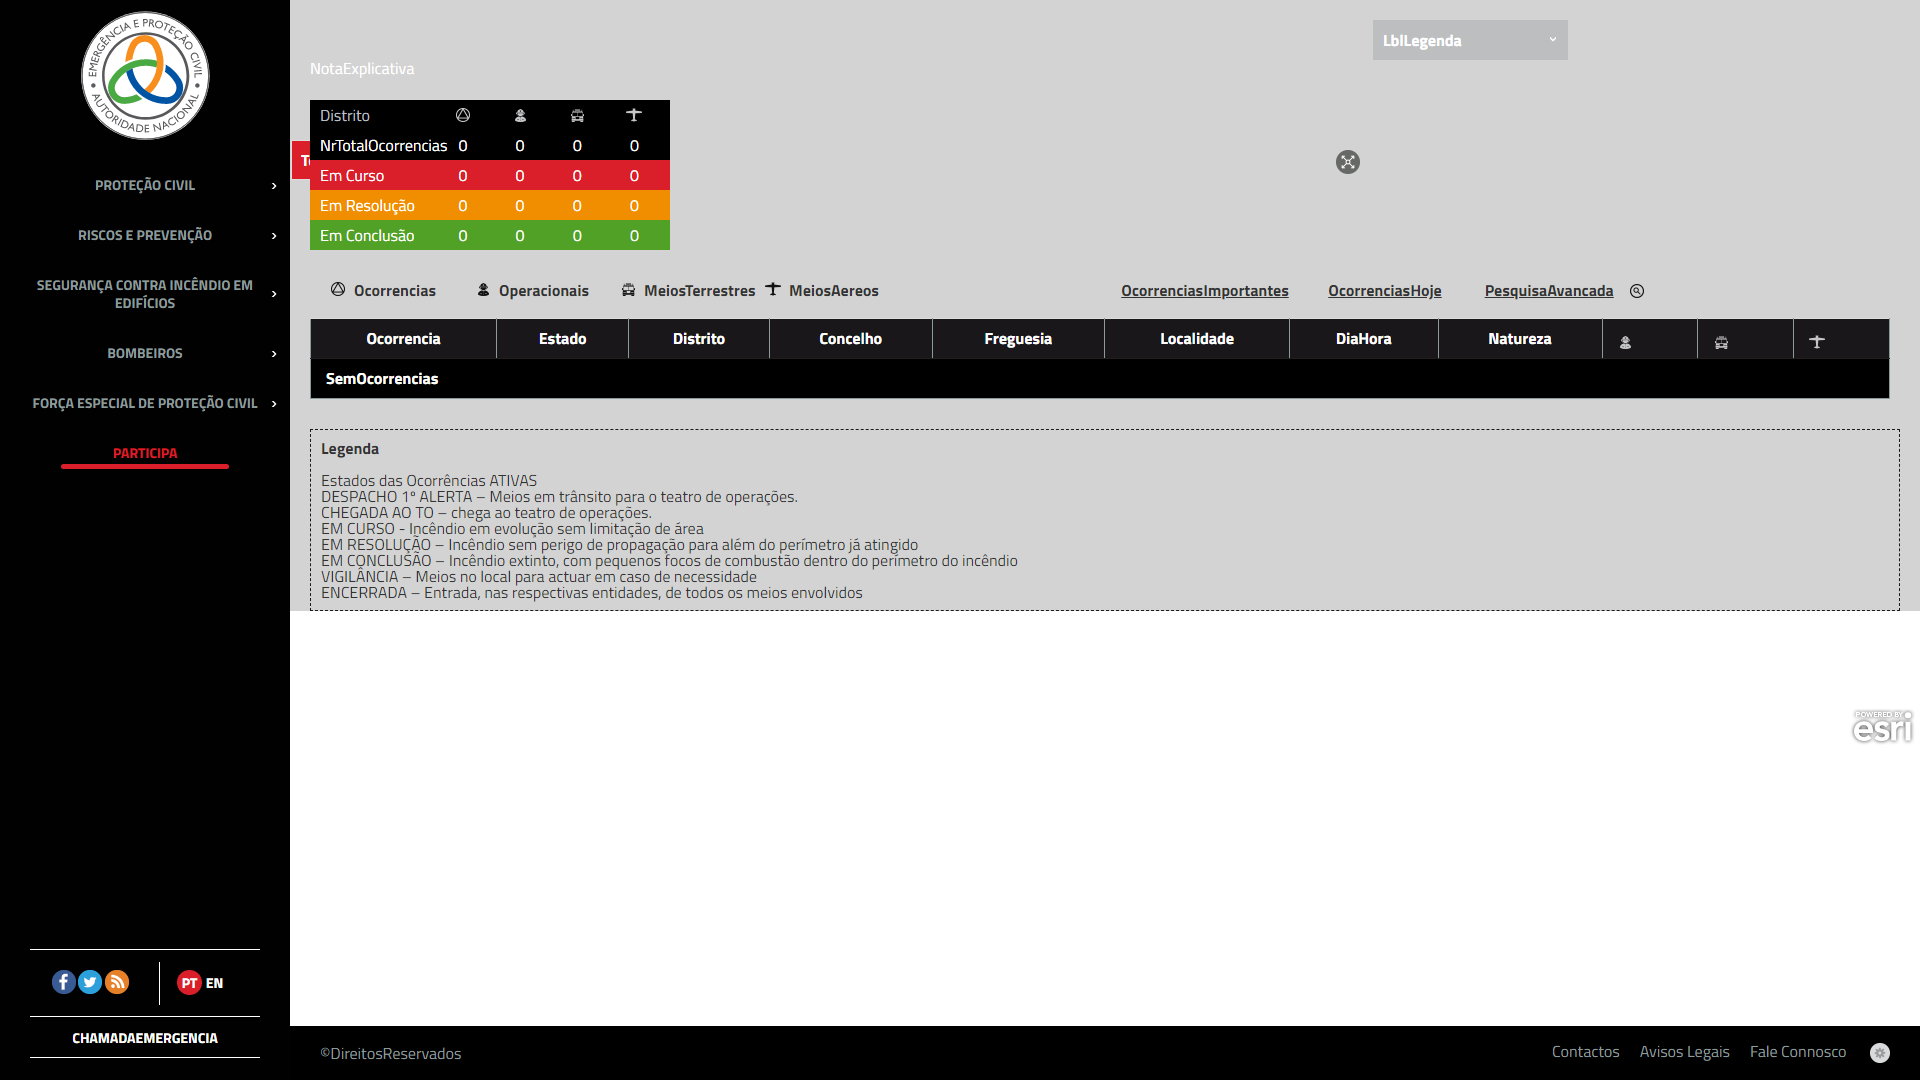 EMERGÊNCIA E PROTEÇÃO CIVIL
AUTORIDADE NACIONAL
PROTEÇÃO CIVIL
RISCOS E PREVENÇÃO
SEGURANÇA CONTRA INCÊNDIO EM
EDIFÍCIOS
BOMBEIROS
FORÇA ESPECIAL DE PROTEÇÃO CIVIL
PARTICIPA
PT EN
CHAMADAEMERGENCIA
LblLegenda
NotaExplicativa
Distrito
NrTotalOcorrencias 0 0 0 0
Em Curso 0 0 0 0
Em Resolução 0 0 0 0
Em Conclusão 0 0 0 0
Ocorrencias Operacionais MeiosTerrestres MeiosAereos OcorrenciasImportantes OcorrenciasHoje PesquisaAvancada
Ocorrencia Estado Distrito Concelho Freguesia Localidade DiaHora Natureza
SemOcorrencias
Legenda
Estados das Ocorrências ATIVAS
DESPACHO 1º ALERTA – Meios em trânsito para o teatro de operações.
CHEGADA AO TO – chega ao teatro de operações.
EM CURSO - Incêndio em evolução sem limitação de área
EM RESOLUÇÃO – Incêndio sem perigo de propagação para além do perímetro já atingido
EM CONCLUSÃO – Incêndio extinto, com pequenos focos de combustão dentro do perímetro do incêndio
VIGILÂNCIA – Meios no local para actuar em caso de necessidade
ENCERRADA – Entrada, nas respectivas entidades, de todos os meios envolvidos
POWERED BY
esri
©DireitosReservados
Contactos Avisos Legais Fale Connosco